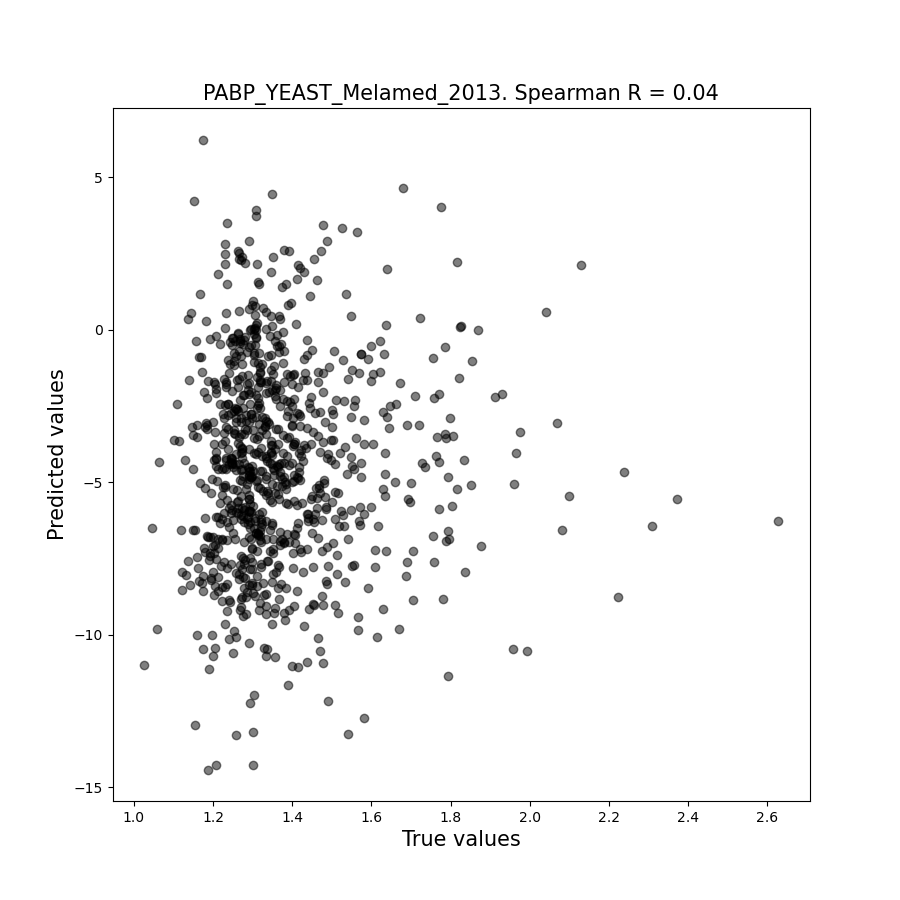 PABP_YEAST_Melamed_2013. Spearman R = 0.04
Predicted values
5
0
−5
−10
−15
1.0 1.2 1.4 1.6 1.8 2.0 2.2 2.4 2.6
True values